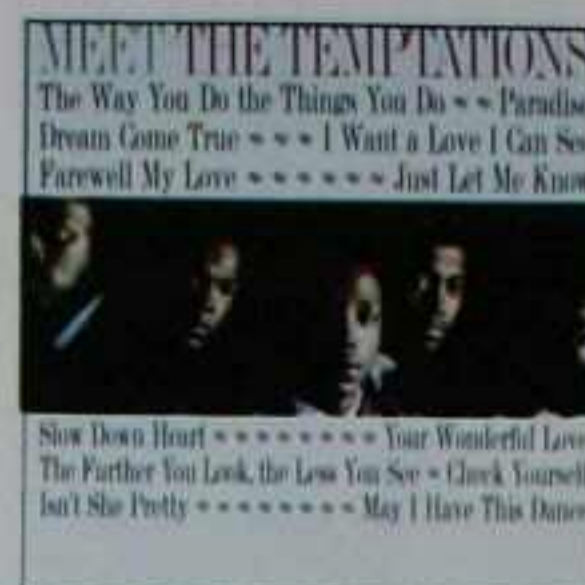 MEET THE TEMPTATIONS
The Way You Do the Things You Do Paradis
Dream Come True I Want a Love I Can See
Farewell My Love Just Let Me Know
Slow Down Heart Your Wonderful Love
The Further You Look, the Less You See Check Yourself
Isn't She Pretty May I Have This Dance